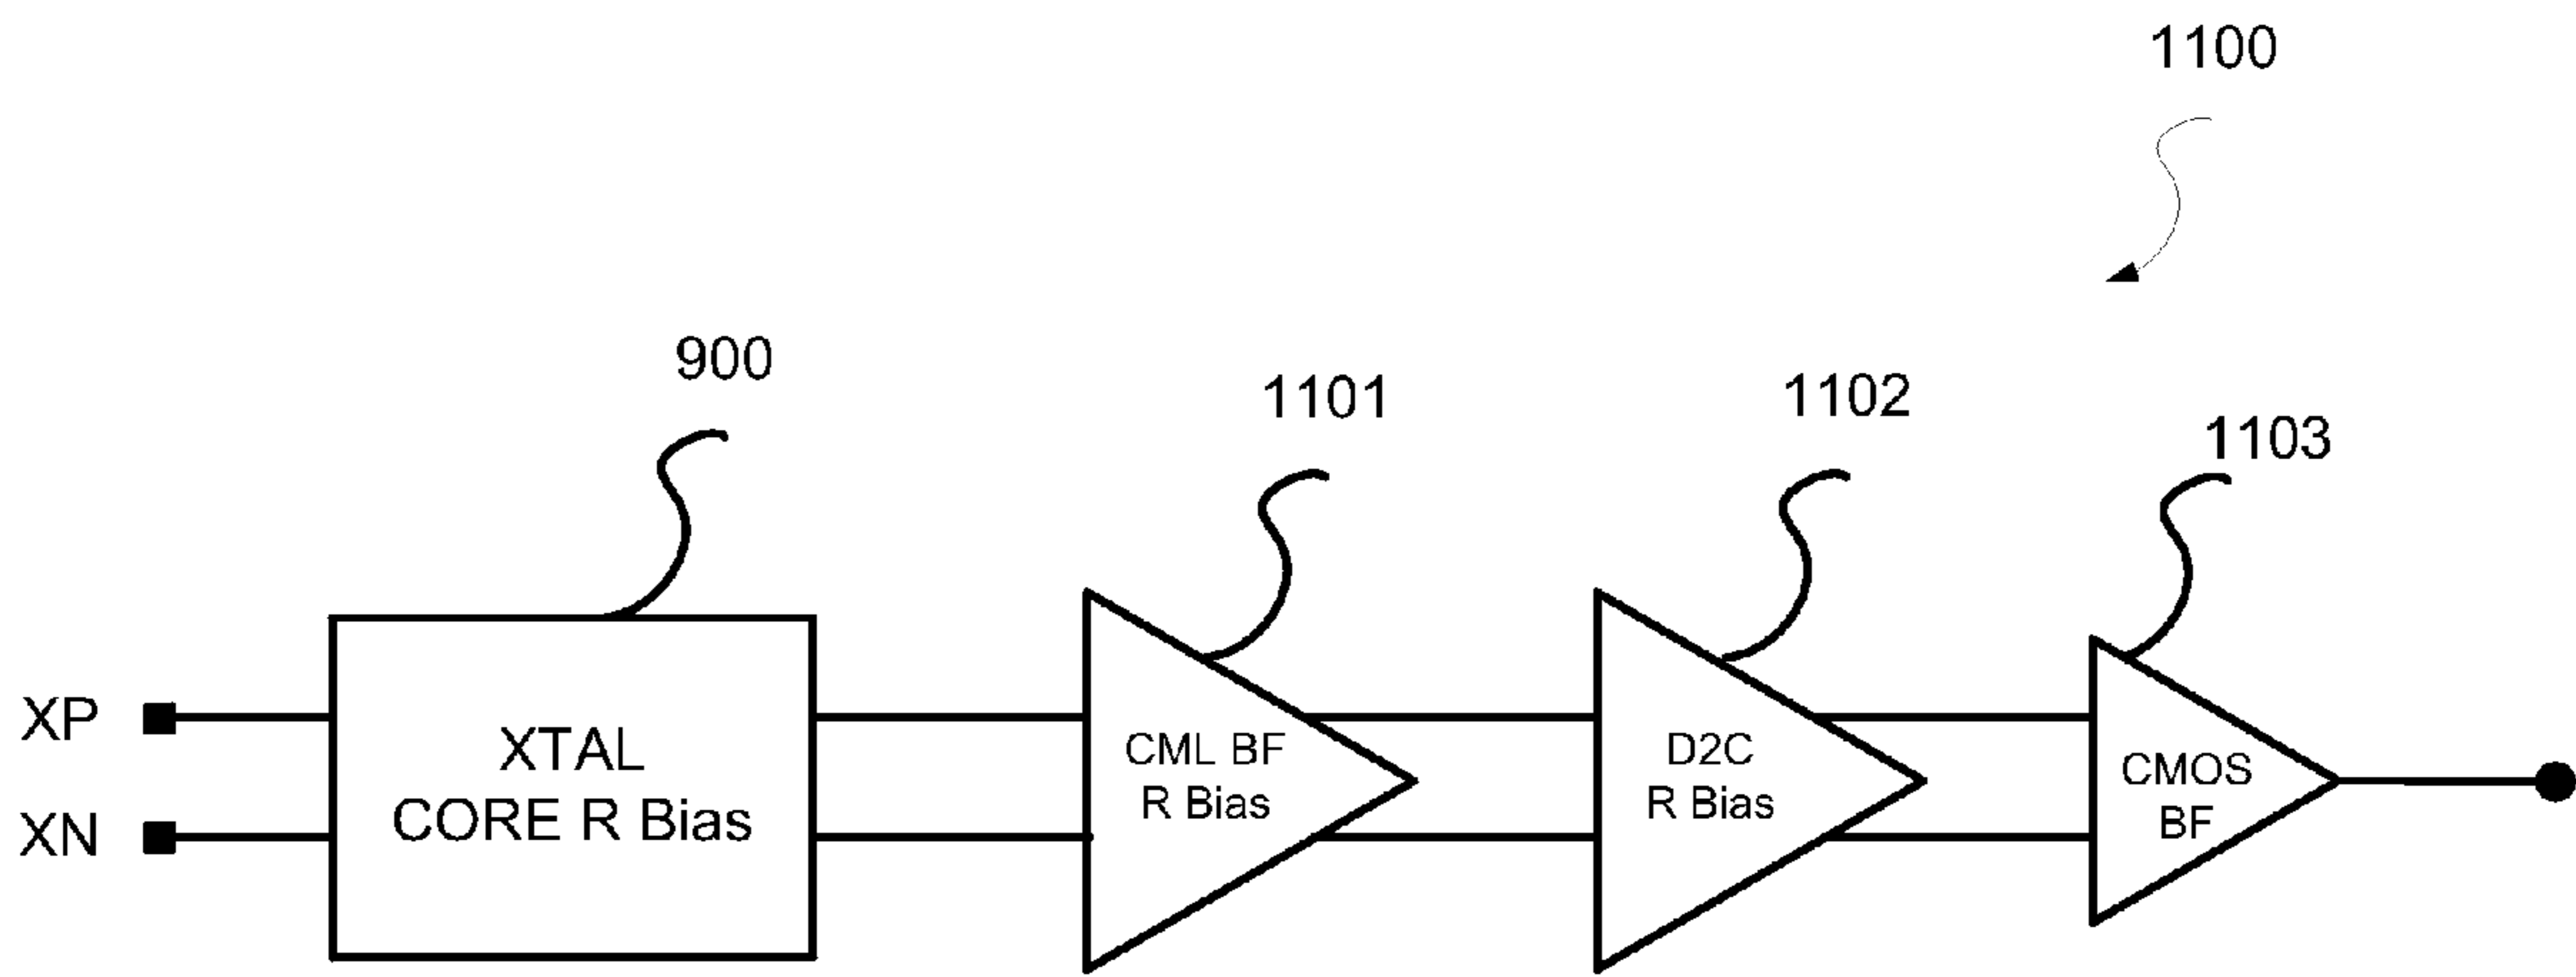 1100
900
1101
1102
1103
XP
XN
XTAL
CORE R Bias
CML BF
R Bias
D2C
R Bias
CMOS
BF